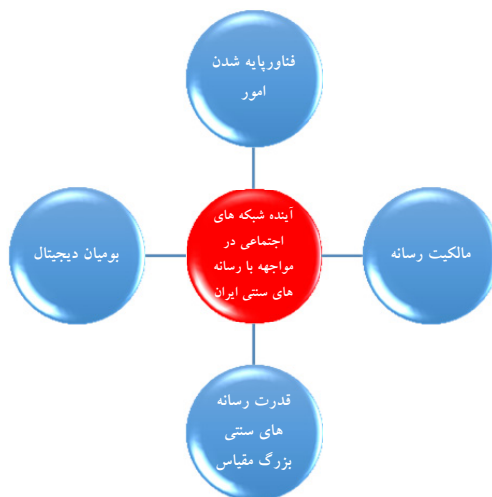 فناورپایه شدن
امور
آینده شبکه های
اجتماعی در
مواجهه با رسانه
های سنتی ایران
مالکیت رسانه
بومیان دیجیتال
قدرت رسانه
های سنتی
بزرگ مقیاس